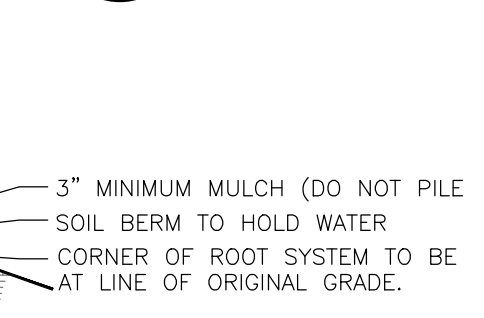 3” MINIMUM MULCH (DO NOT PILE
SOIL BERM TO HOLD WATER
CORNER OF ROOT SYSTEM TO BE
AT LINE OF ORIGINAL GRADE.